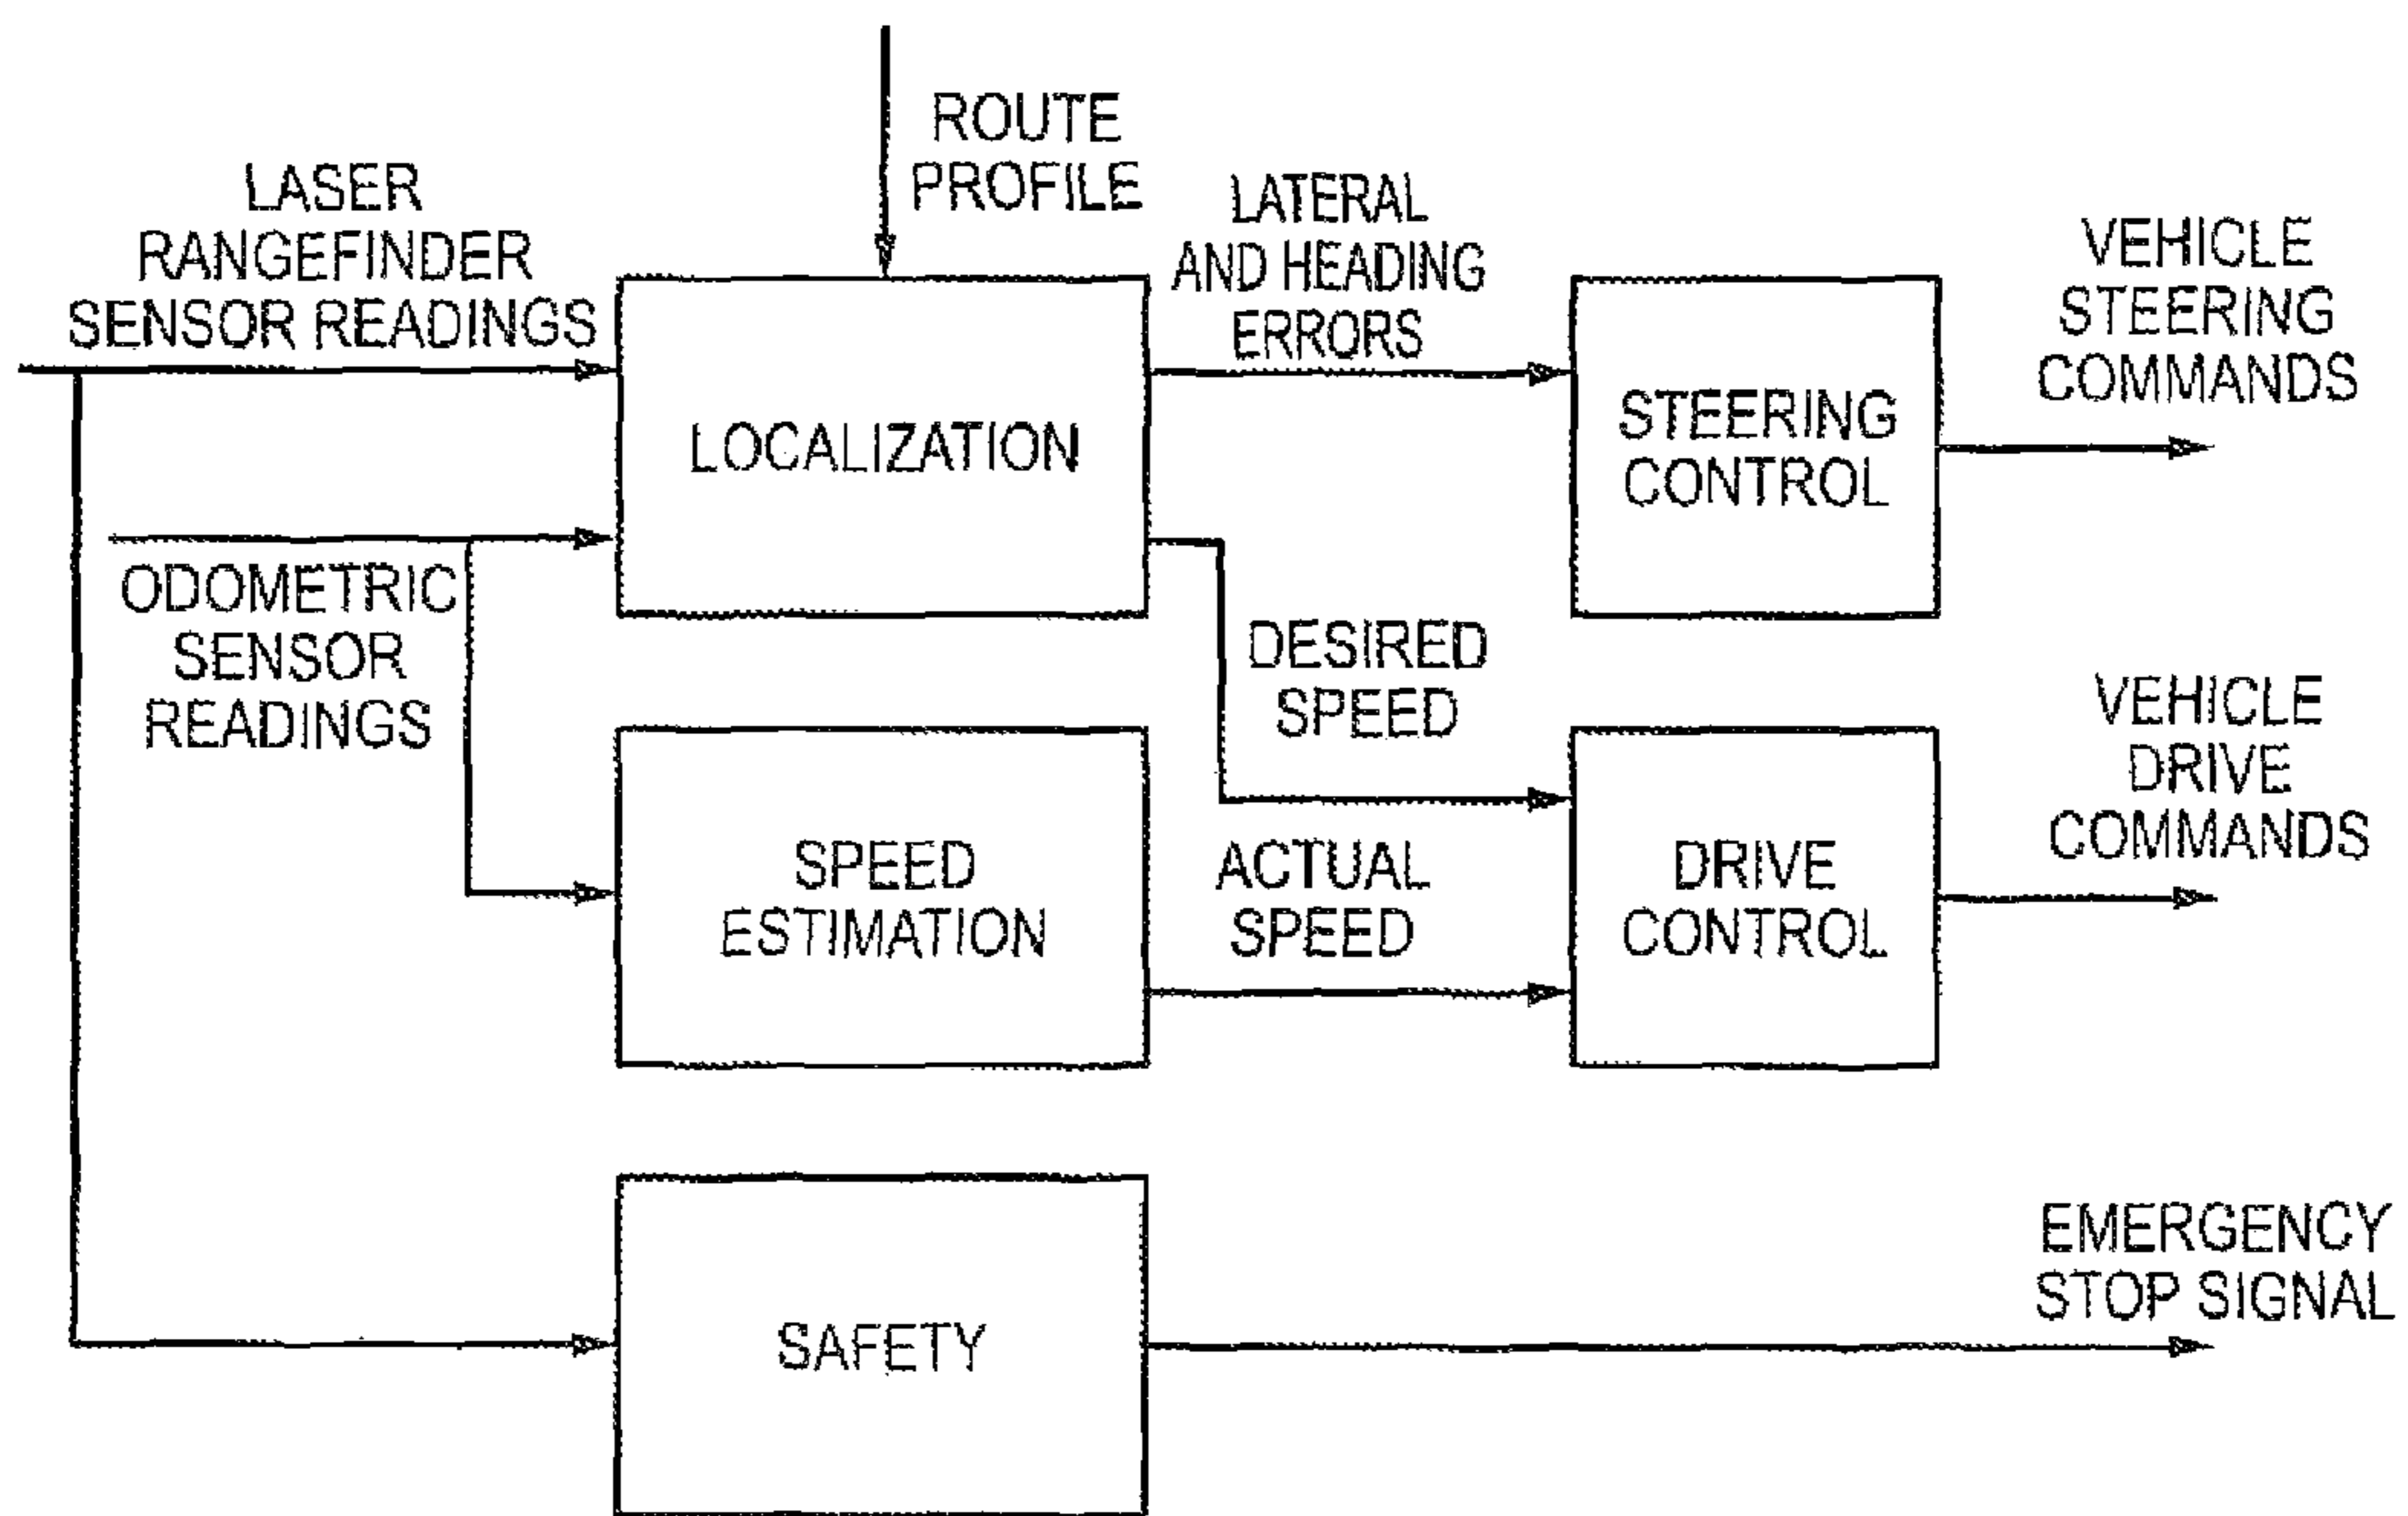 ROUTE
PROFILE
LASER
RANGEFINDER
SENSOR READINGS
LATERAL
AND HEADING
ERRORS
VEHICLE
STEERING
COMMANDS
LOCALIZATION
STEERING
CONTROL
ODOMETRIC
SENSOR
READINGS
DESIRED
SPEED
VEHICLE
DRIVE
COMMANDS
SPEED
ESTIMATION
ACTUAL
SPEED
DRIVE
CONTROL
SAFETY
EMERGENCY
STOP SIGNAL